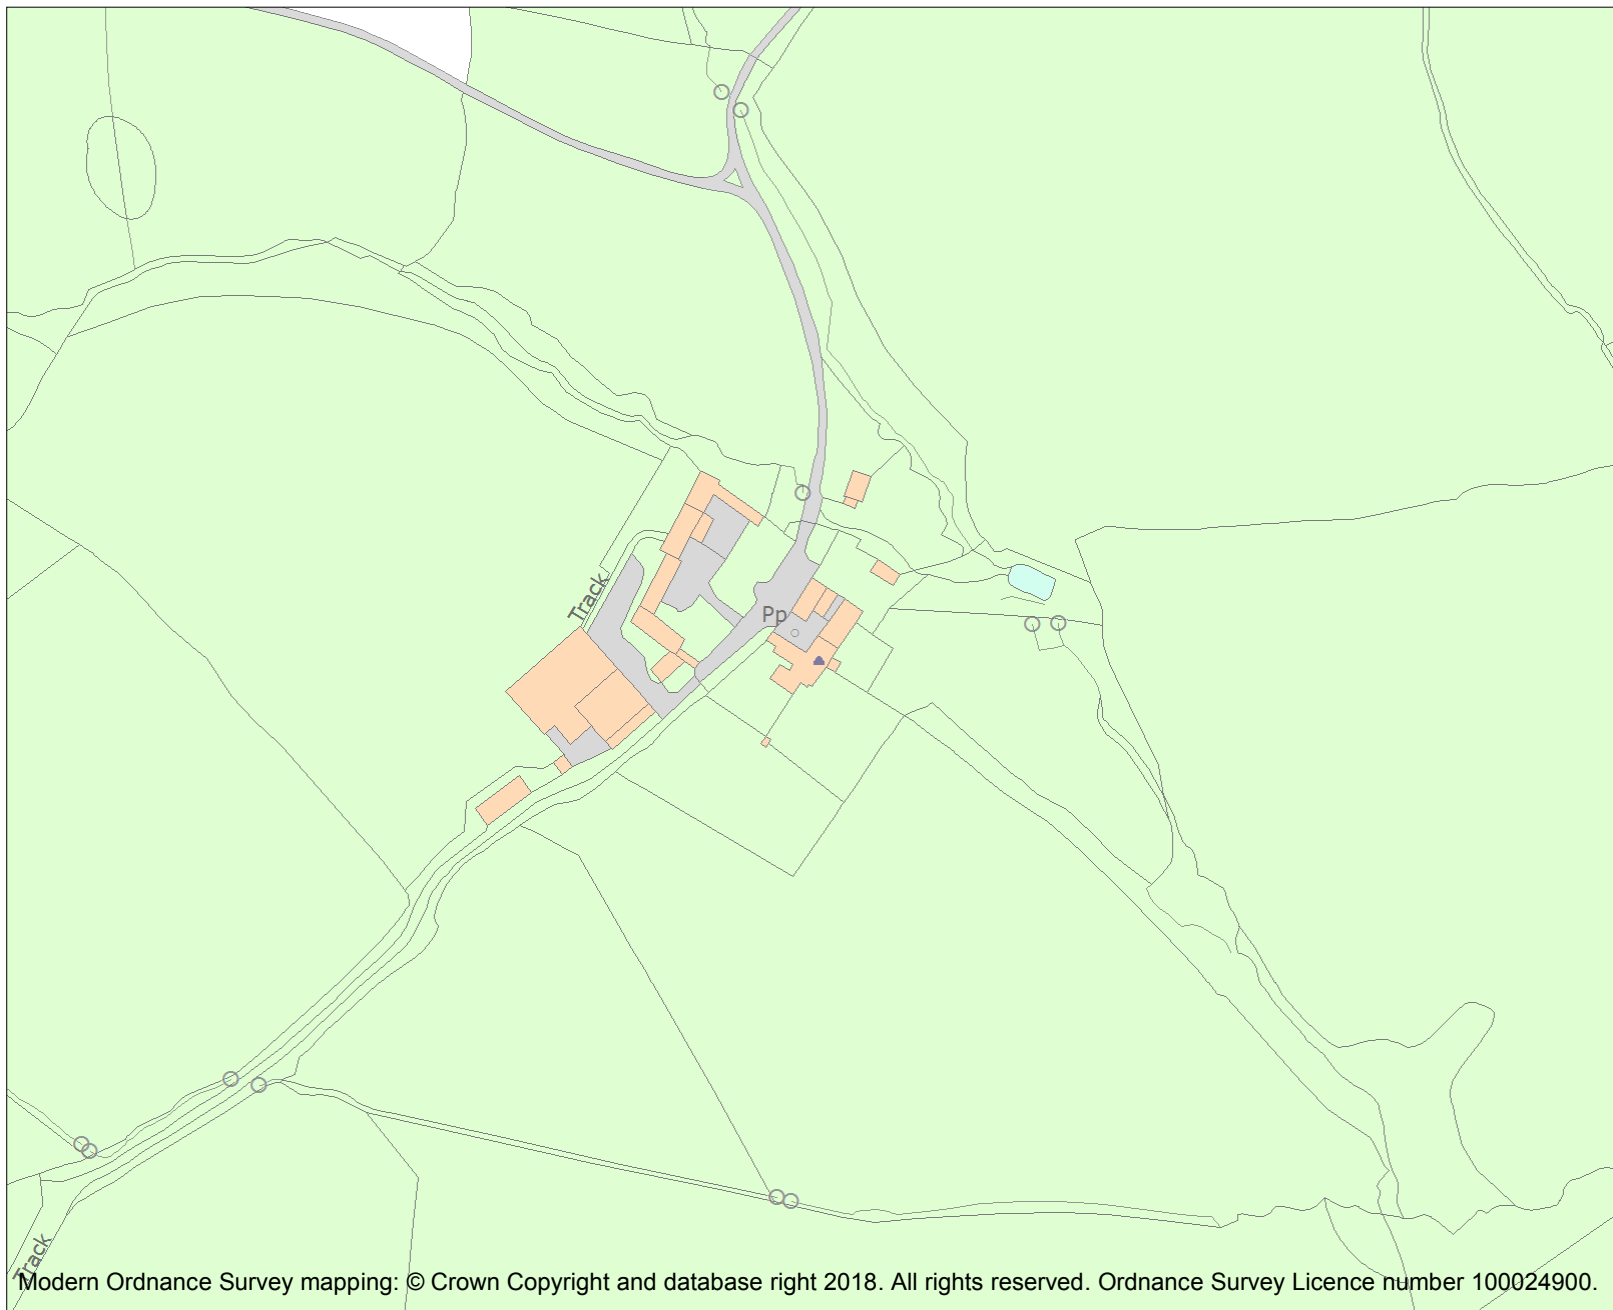 Track
Pp
Track
Modern Ordnance Survey mapping: © Crown Copyright and database right 2018. All rights reserved. Ordnance Survey Licence number 100024900.